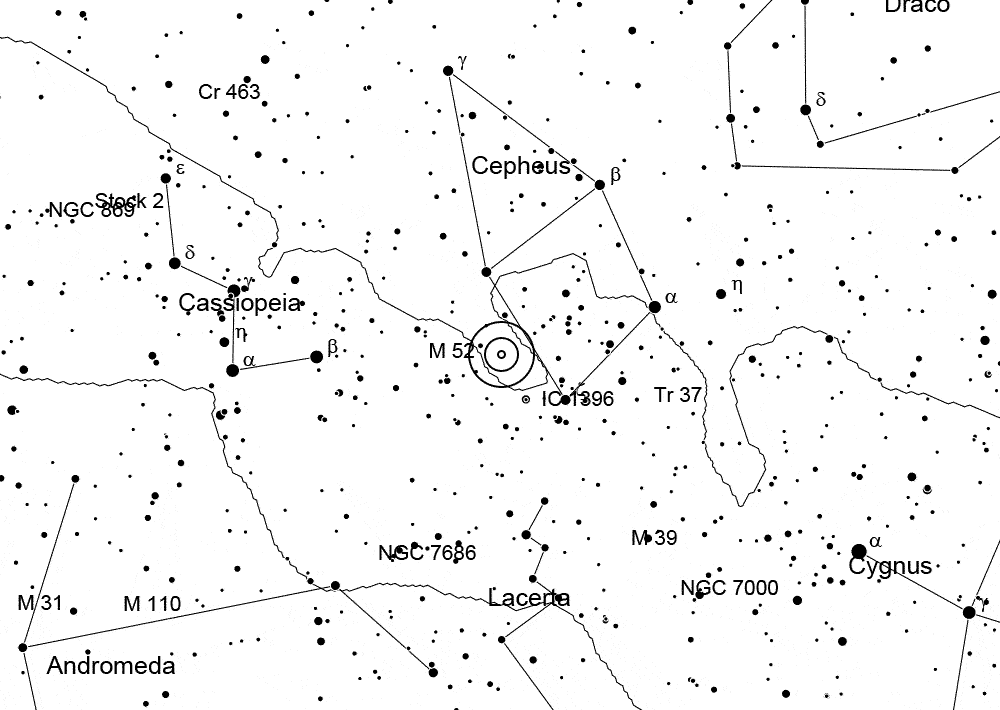 Draco
γ
Cr 463
δ
Cepheus
ε
β
Stock 2
NGC 869
δ
γ
η
α
Cassiopeia
η
β
M 52
α
Tr 37
IC 1396
M 39
α
NGC 7686
Cygnus
NGC 7000
Lacerta
M 31
M 110
γ
Andromeda